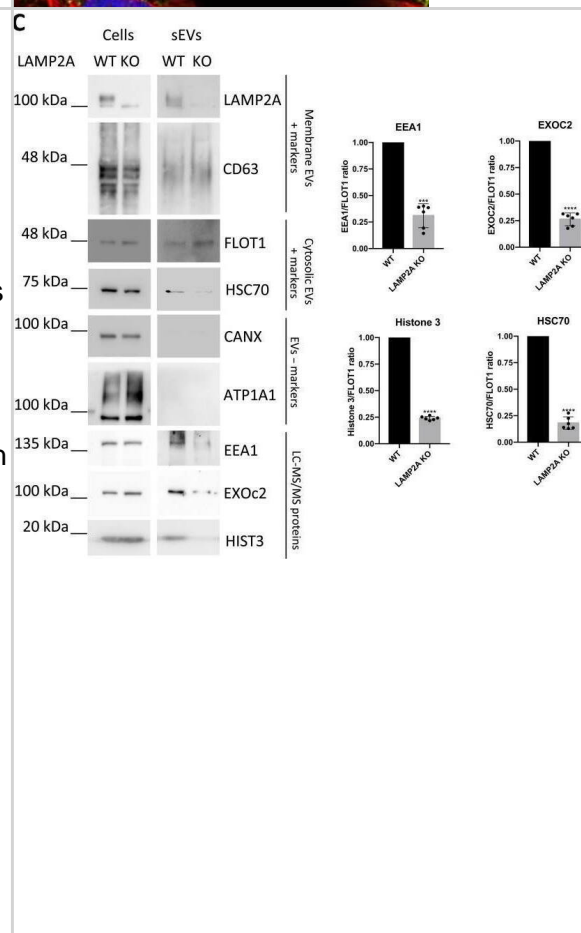 C
Cells sEVs
LAMP2A WT KO WT KO
100 kDa LAMP2A
48 kDa CD63
Membrane EVs
+ markers
48 kDa FLOT1
75 kDa HSC70
Cytosolic EVs
+ markers
100 kDa CANX
100 kDa ATP1A1
EVs – markers
135 kDa EEA1
100 kDa EXOc2
20 kDa HIST3
LC-MS/MS proteins
s
n
EEA1
EEA1/FLOT1 ratio
1.00
0.75
0.50
0.25
0.00
***
WT
LAMP2A KO
EXOC2
EXOC2/FLOT1 ratio
1.00
0.75
0.50
0.25
0.00
****
WT
LAMP2A KO
Histone 3
Histone 3/FLOT1 ratio
1.00
0.75
0.50
0.25
0.00
****
WT
LAMP2A KO
HSC70
HSC70/FLOT1 ratio
1.00
0.75
0.50
0.25
0.00
****
WT
LAMP2A KO